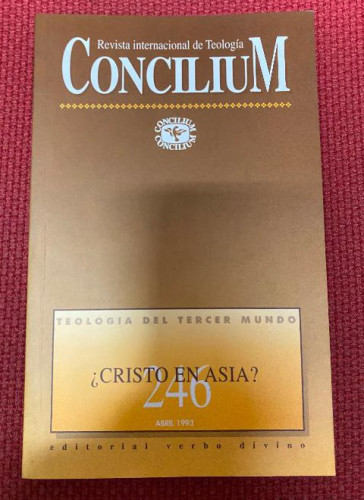 Revista internacional de Teología
CONCILIUM
CONCILIUM
CONCILIUM
TEOLOGIA DEL TERCER MUNDO
¿CRISTO EN ASIA?
246
ABRIL 1993
editorial verbo divino